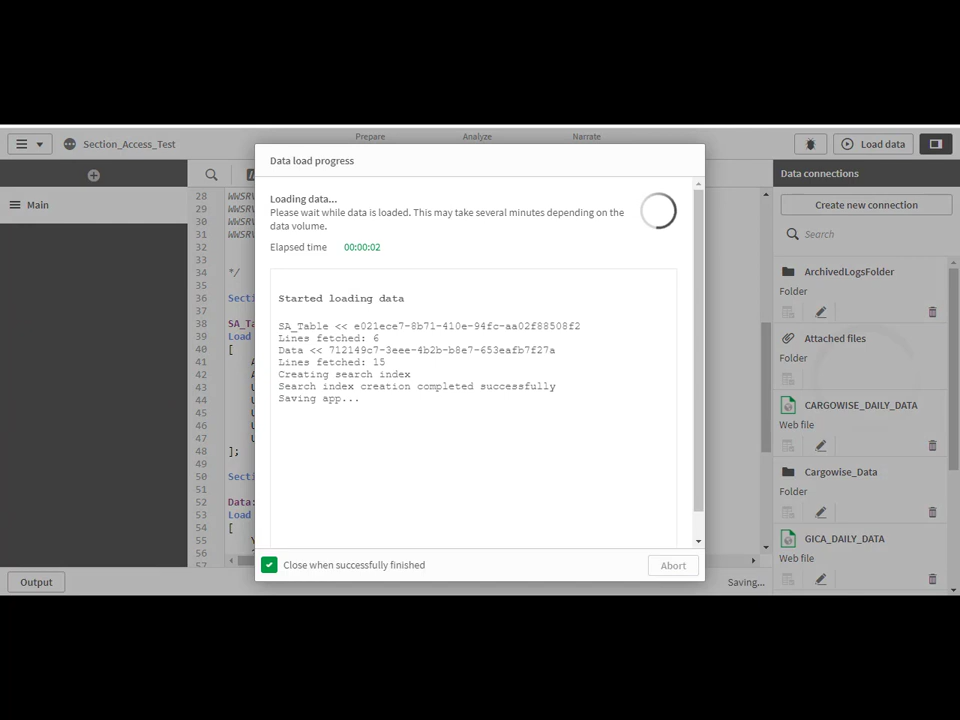 Prepare
Analyze
Narrate
Section_Access_Test
Load data
Main
28
29
30
31
32
33
34 */
35
36
37
38
39 Load
40 [
41
42
43
44
45
46
47
48 ];
49
50
51
52 Data:
53 Load
54 [
55
56
57
Data load progress
Loading data...
Please wait while data is loaded. This may take several minutes depending on the
data volume.
Elapsed time 00:00:02
Started loading data
SA_Table << e021ece7-8b71-410e-94fc-aa02f88508f2
Lines fetched: 6
Data << 712149c7-3eee-4b2b-b8e7-653eafb7f27a
Lines fetched: 15
Creating search index
Search index creation completed successfully
Saving app...
Close when successfully finished
Abort
Data connections
Create new connection
Search
ArchivedLogsFolder
Folder
Attached files
Folder
CARGOWISE_DAILY_DATA
Web file
Cargowise_Data
Folder
GICA_DAILY_DATA
Web file
Output
Saving...